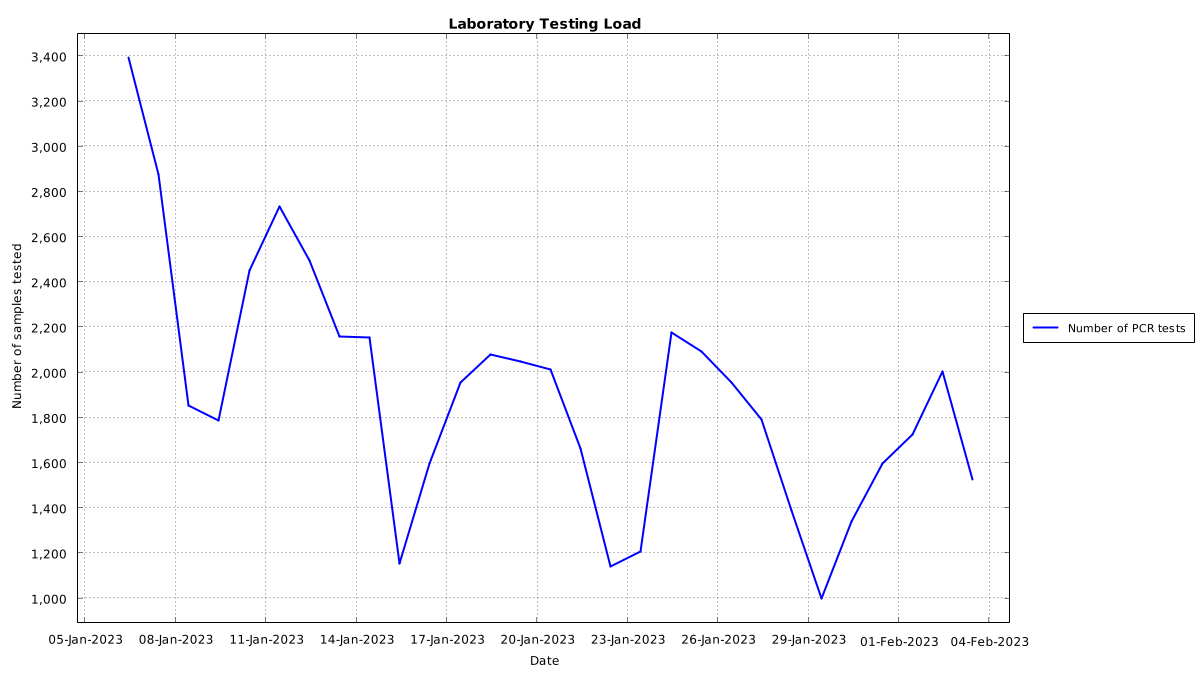 Laboratory Testing Load
Number of samples tested
3,400
3,200
3,000
2,800
2,600
2,400
2,200
2,000
1,800
1,600
1,400
1,200
1,000
05-Jan-2023 08-Jan-2023 11-Jan-2023 14-Jan-2023 17-Jan-2023 20-Jan-2023 23-Jan-2023 26-Jan-2023 29-Jan-2023 01-Feb-2023 04-Feb-2023
Date
Number of PCR tests